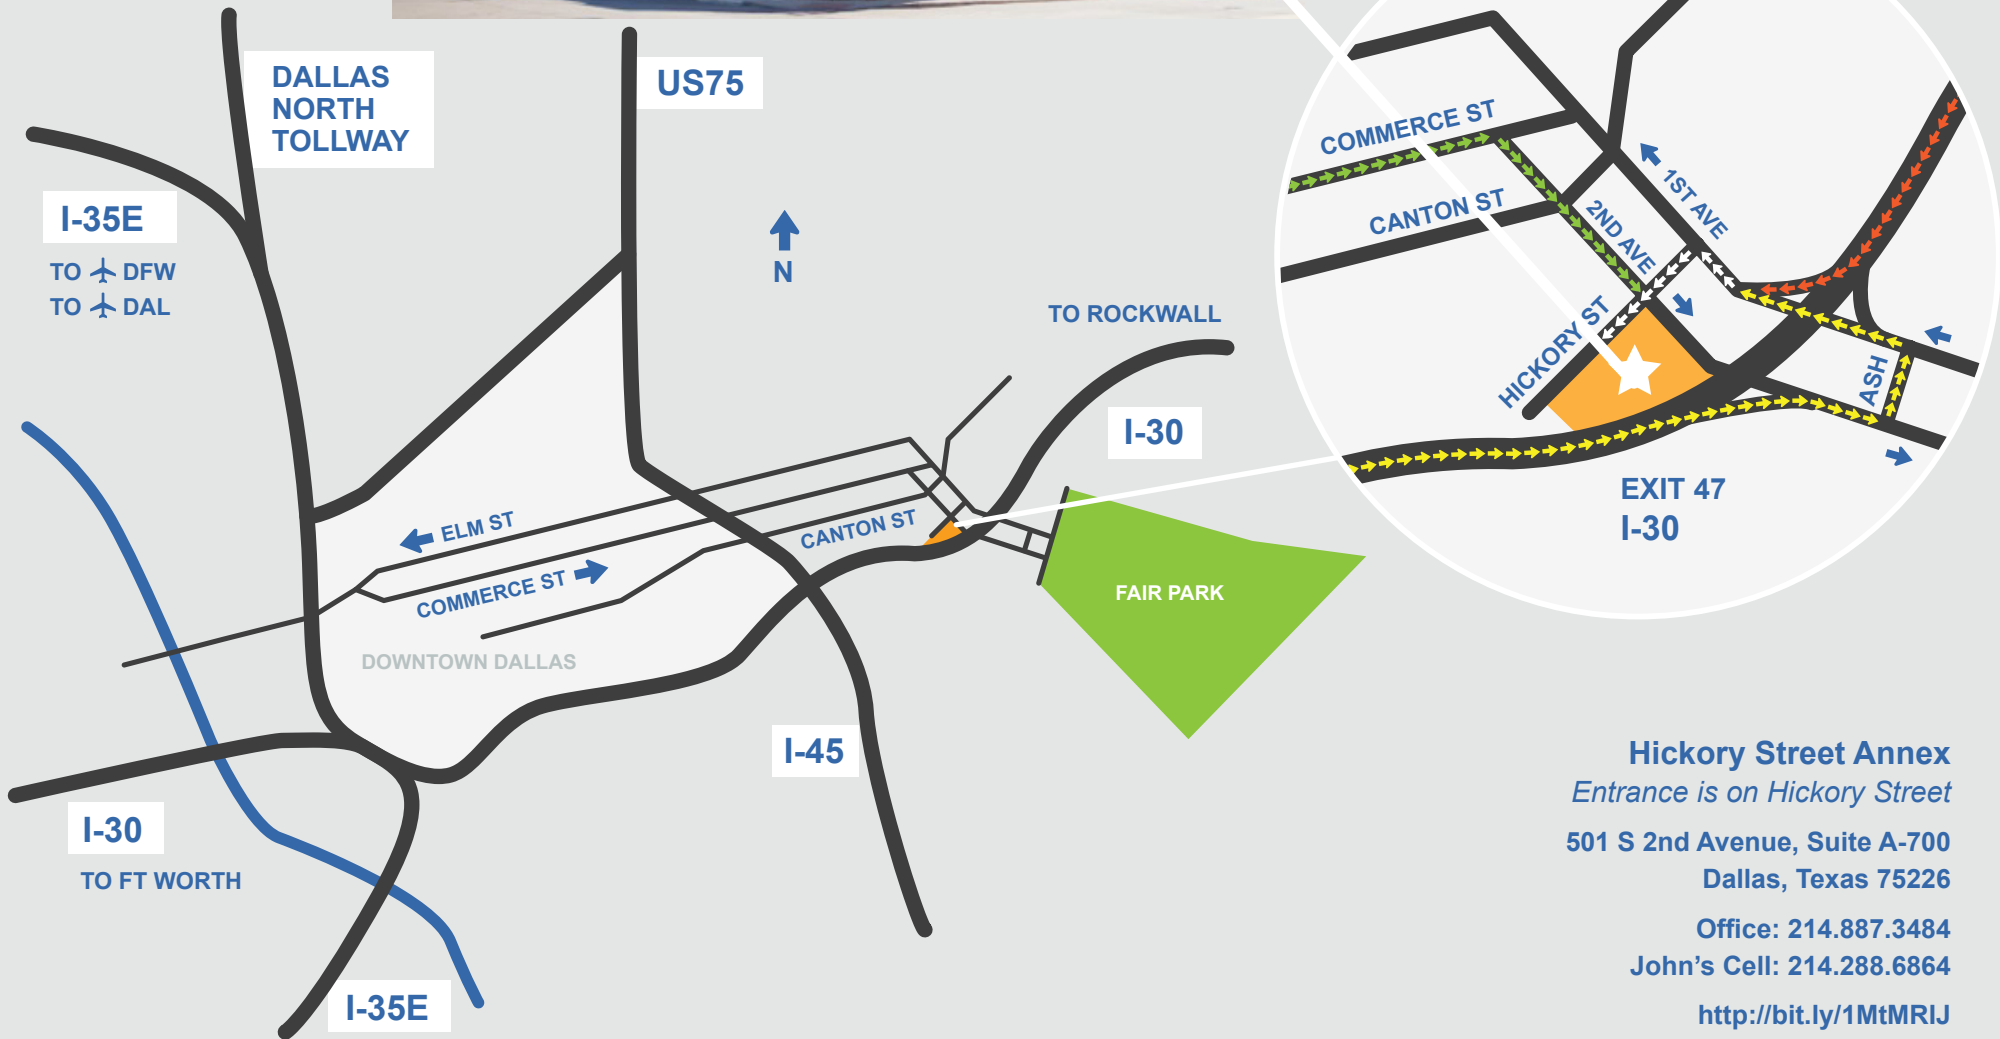 DALLAS
NORTH
TOLLWAY
US75
I-35E
TO DFW
TO DAL
N
TO ROCKWALL
I-30
ELM ST
COMMERCE ST
CANTON ST
DOWNTOWN DALLAS
FAIR PARK
I-45
I-30
TO FT WORTH
I-35E
COMMERCE ST
CANTON ST
1ST AVE
2ND AVE
HICKORY ST
ASH
EXIT 47
I-30
Hickory Street Annex
Entrance is on Hickory Street
501 S 2nd Avenue, Suite A-700
Dallas, Texas 75226
Office: 214.887.3484
John's Cell: 214.288.6864
http://bit.ly/1MtMRIJ